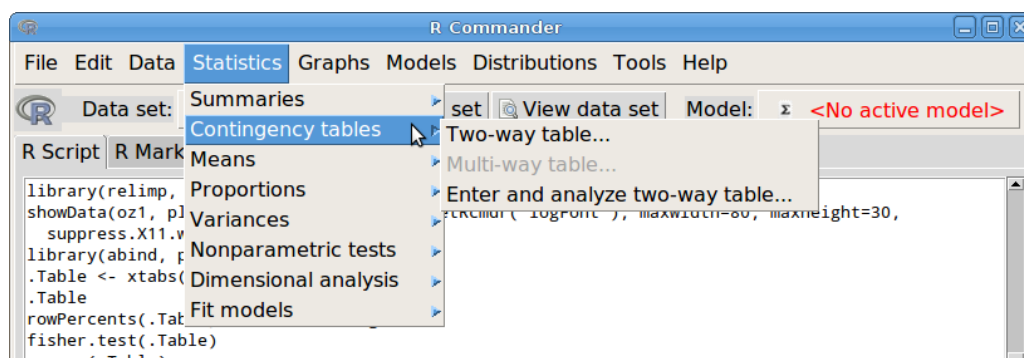 R Commander
File Edit Data Statistics Graphs Models Distributions Tools Help
R Data set: set View data set Model: Σ <No active model>
Summaries
Contingency tables
Means
Proportions
Variances
Nonparametric tests
Dimensional analysis
Fit models
Two-way table...
Multi-way table...
Enter and analyze two-way table...
R Script R Mark
library(relimp,
showData(oz1, pl
maxwidth=80, maxheight=30,
suppress.X11.w
library(abind, p
.Table <- xtabs(
.Table
rowPercents(.Tab
fisher.test(.Table)